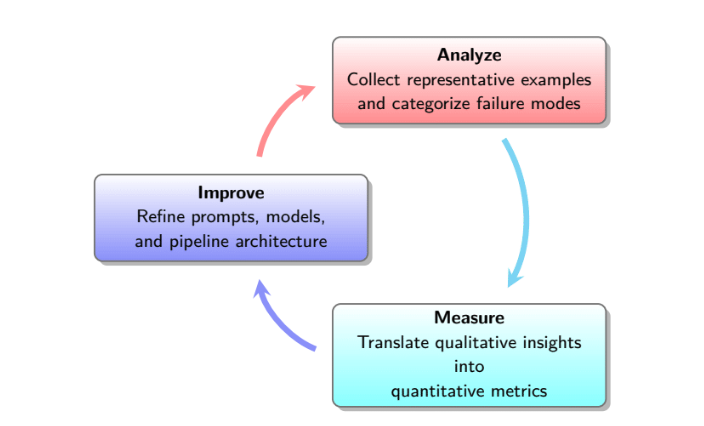 Analyze
Collect representative examples
and categorize failure modes
Improve
Refine prompts, models,
and pipeline architecture
Measure
Translate qualitative insights
into
quantitative metrics